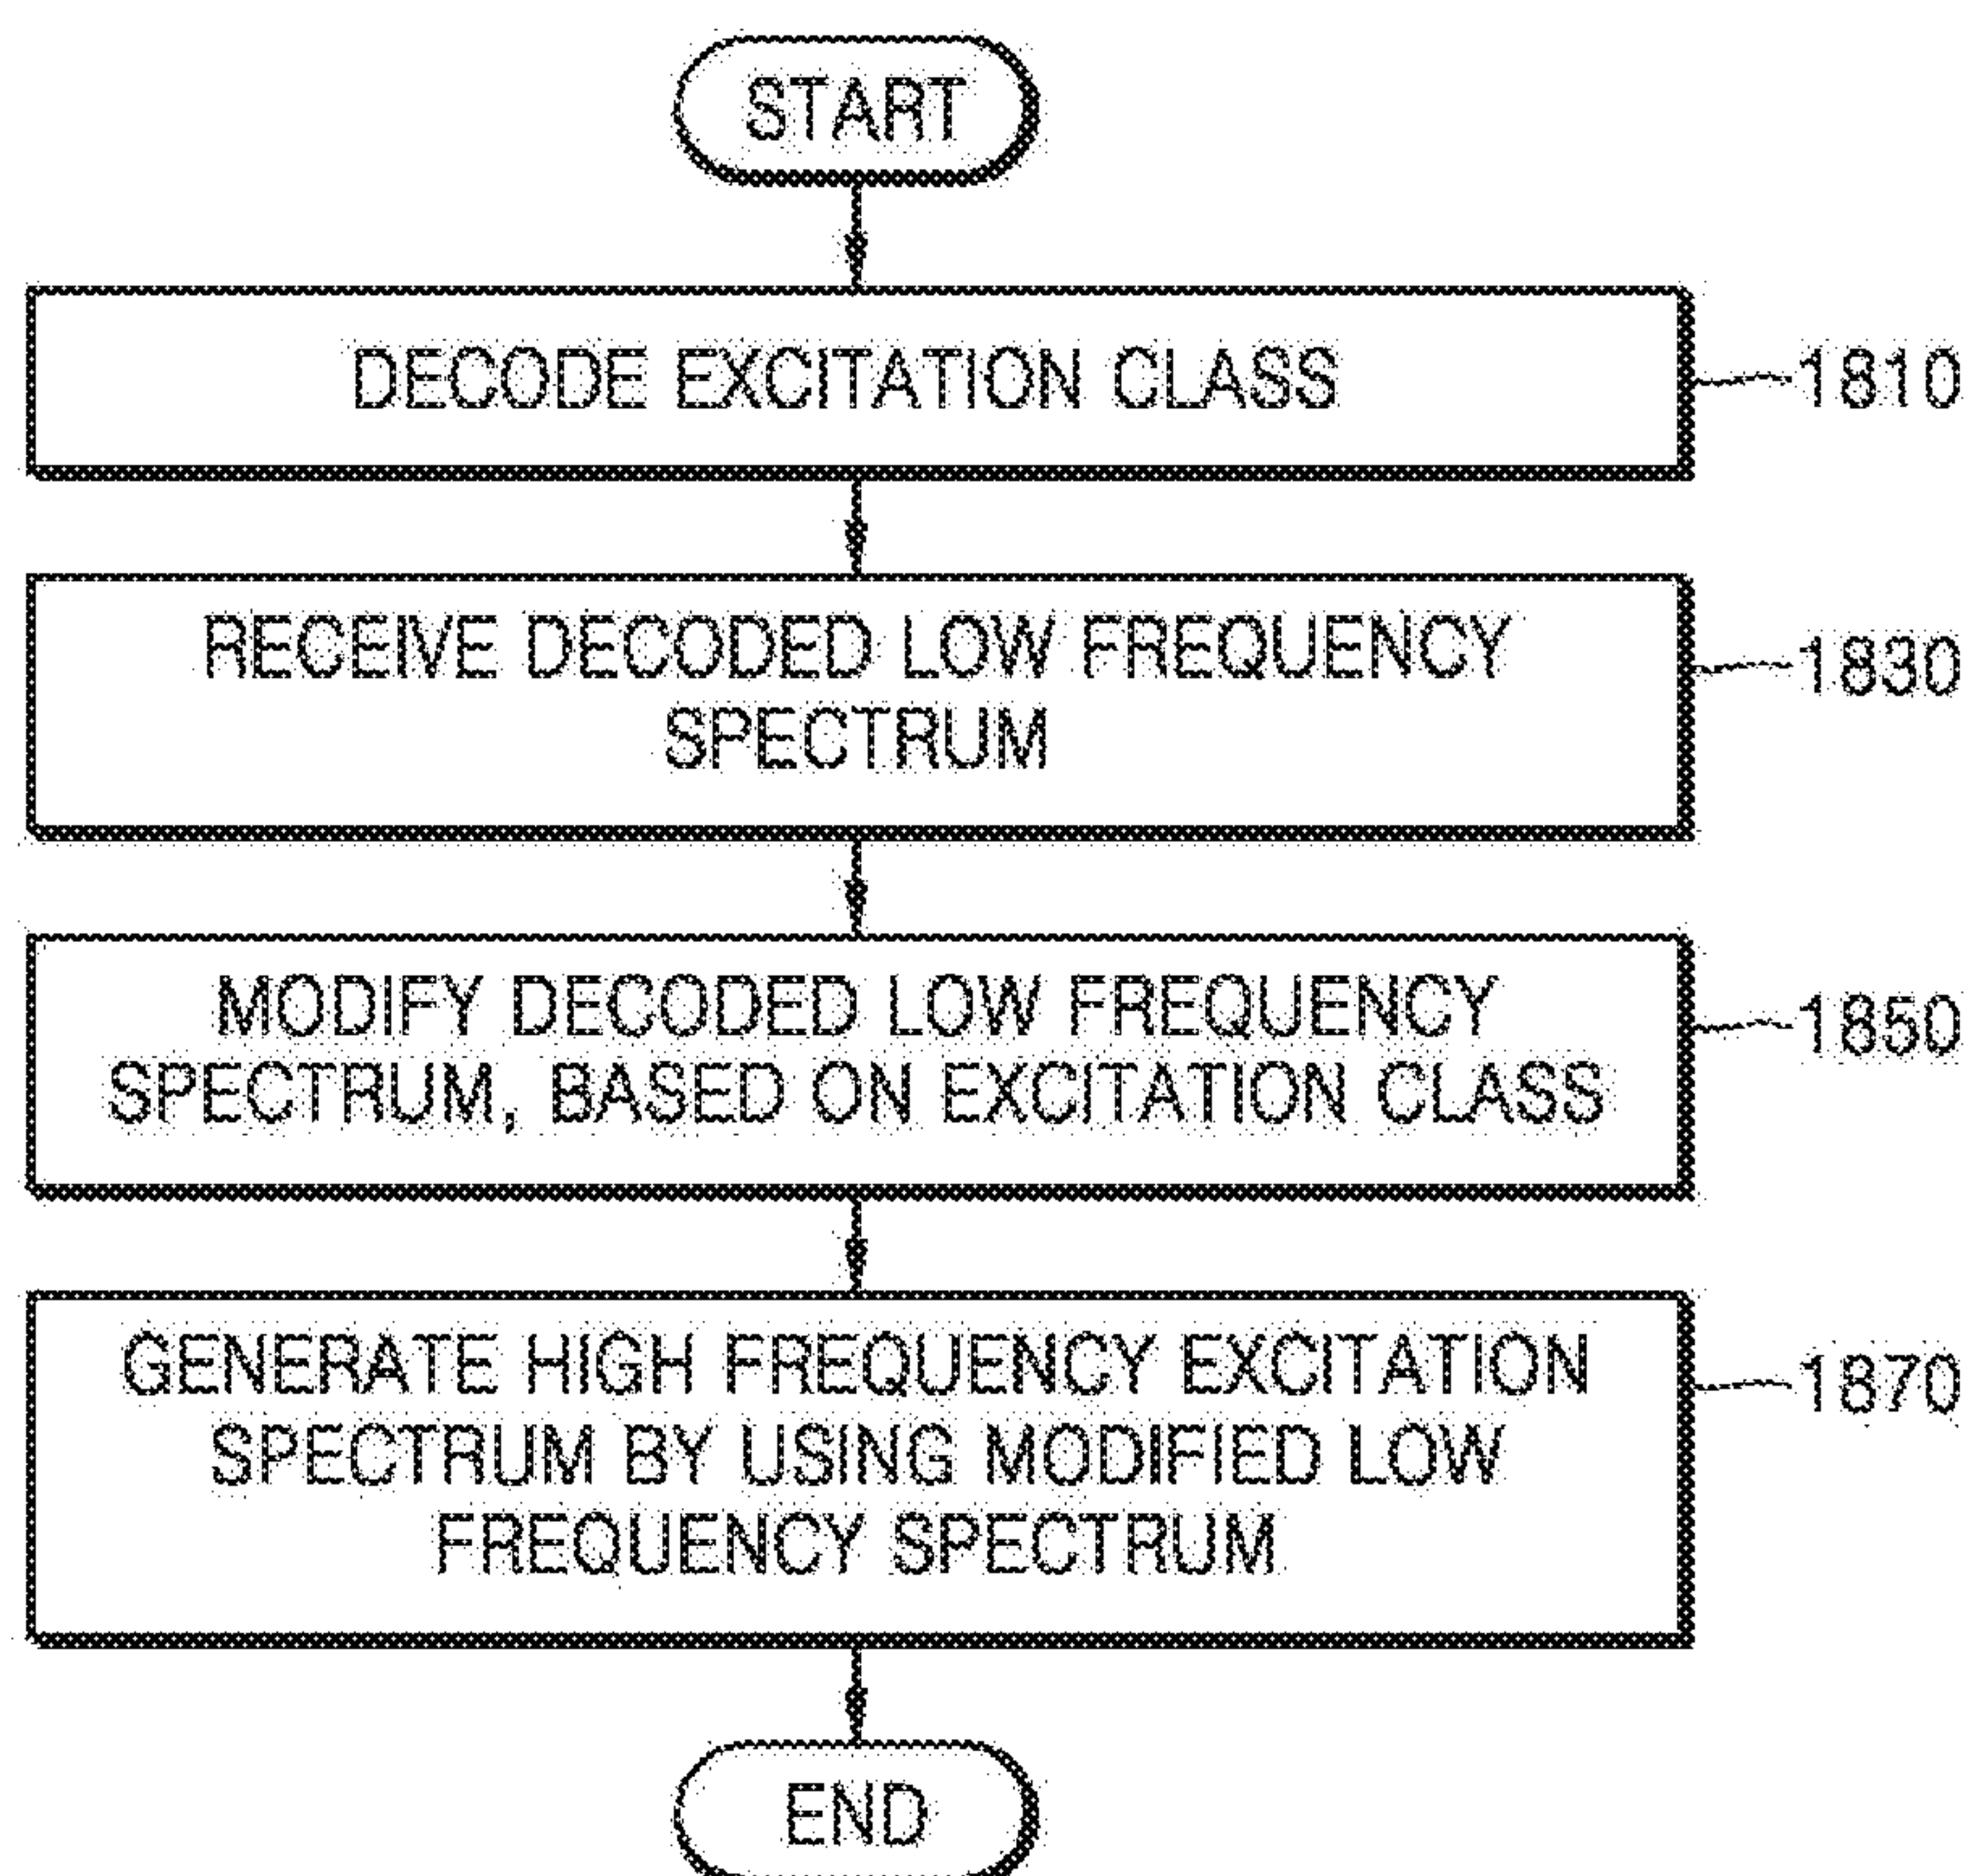 START
DECODE EXCITATION CLASS
1810
RECEIVE DECODED LOW FREQUENCY
SPECTRUM
1830
MODIFY DECODED LOW FREQUENCY
SPECTRUM, BASED ON EXCITATION CLASS
1850
GENERATE HIGH FREQUENCY EXCITATION
SPECTRUM BY USING MODIFIED LOW
FREQUENCY SPECTRUM
1870
END